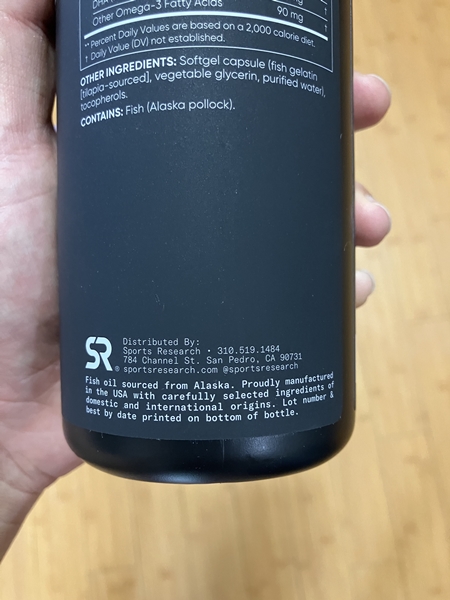 DHA
Other Omega-3 Fatty Acids 90 mg †
**Percent Daily Values are based on a 2,000 calorie diet.
† Daily Value (DV) not established.
OTHER INGREDIENTS: Softgel capsule (fish gelatin
[tilapia-sourced], vegetable glycerin, purified water),
tocopherols.
CONTAINS: Fish (Alaska pollock).
SR®
Distributed By:
Sports Research • 310.519.1484
784 Channel St. San Pedro, CA 90731
sportsresearch.com @sportsresearch
Fish oil sourced from Alaska. Proudly manufactured
in the USA with carefully selected ingredients of
domestic and international origins. Lot number &
best by date printed on bottom of bottle.